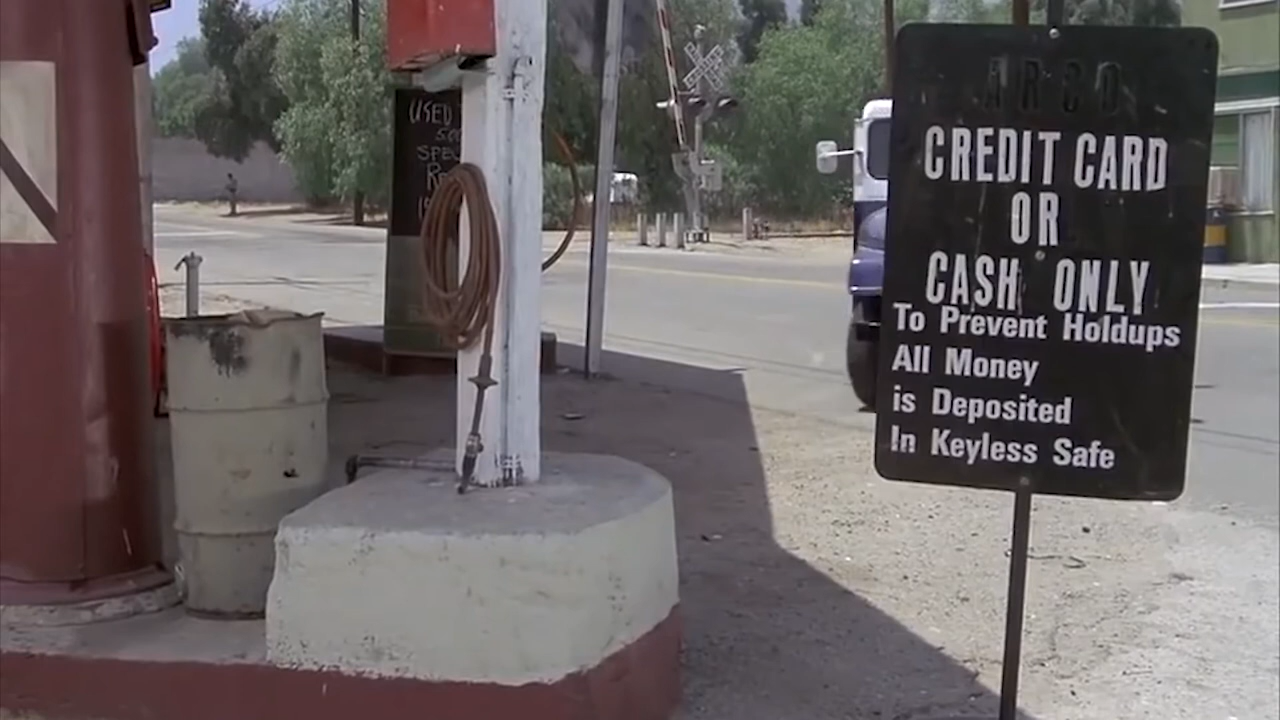 ARCO
CREDIT CARD
OR
CASH ONLY
To Prevent Holdups
All Money
is Deposited
In Keyless Safe
USED